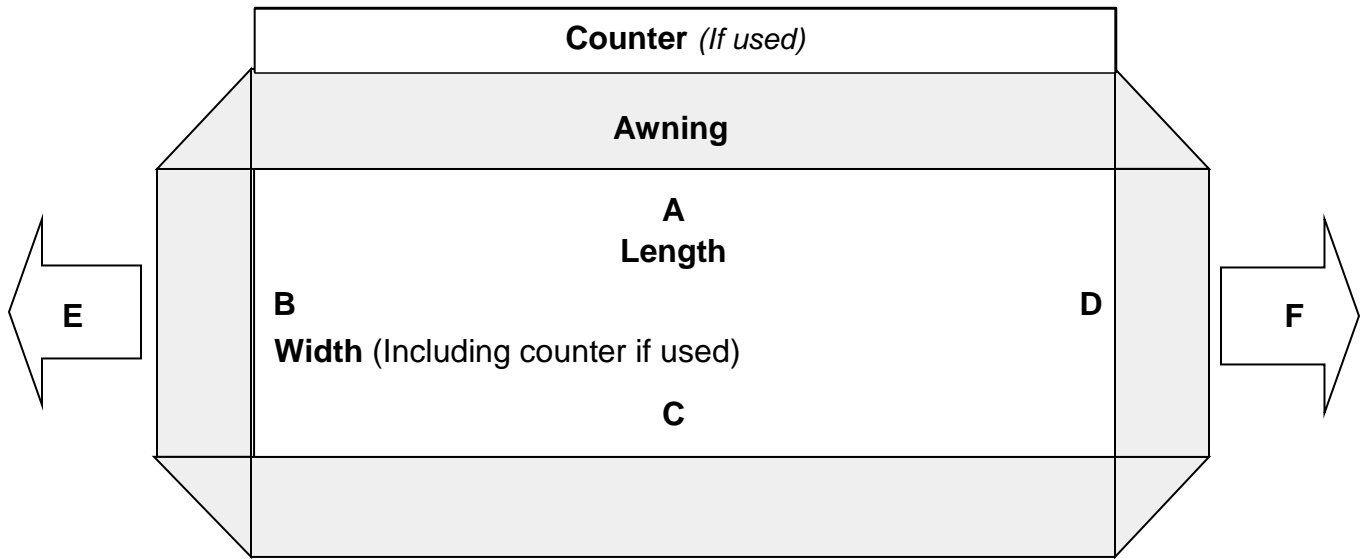 Counter (If used)
Awning
A
Length
B
D
E
F
Width (Including counter if used)
C